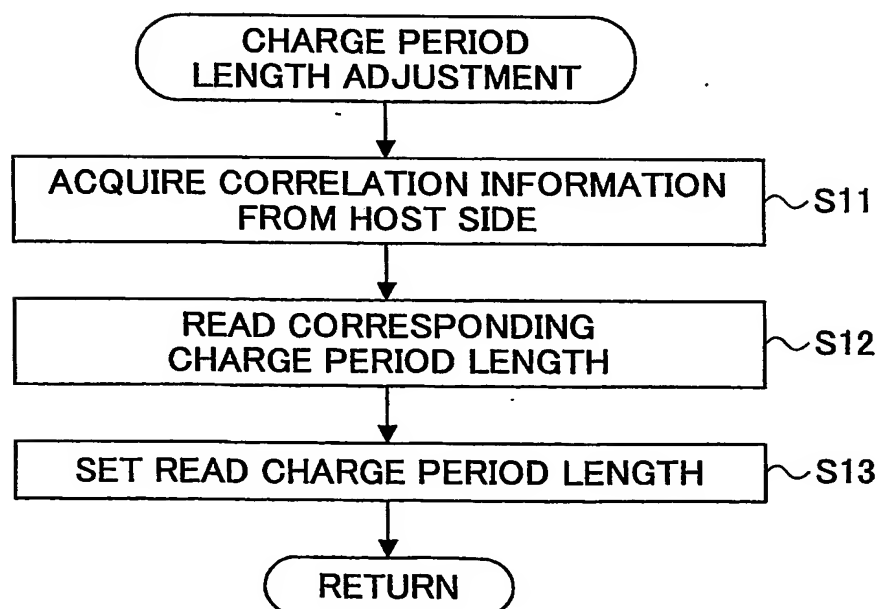 CHARGE PERIOD
LENGTH ADJUSTMENT
ACQUIRE CORRELATION INFORMATION
FROM HOST SIDE
S11
READ CORRESPONDING
CHARGE PERIOD LENGTH
S12
SET READ CHARGE PERIOD LENGTH
S13
RETURN